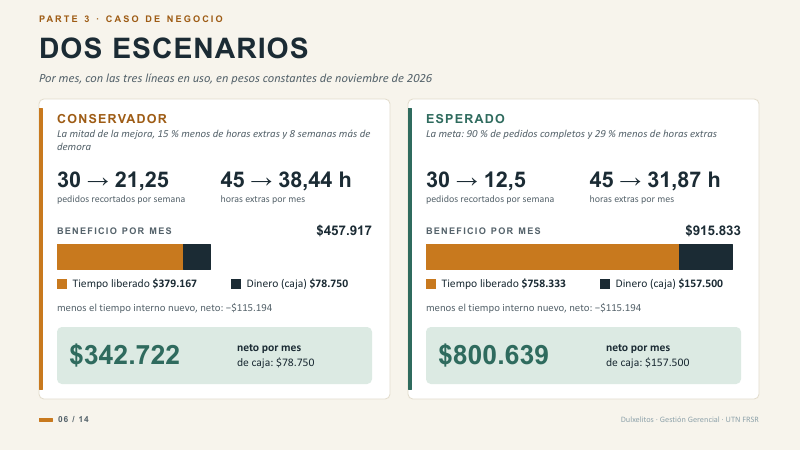 PARTE 3 · CASO DE NEGOCIO
DOS ESCENARIOS
Por mes, con las tres líneas en uso, en pesos constantes de noviembre de 2026
CONSERVADOR
La mitad de la mejora, 15 % menos de horas extras y 8 semanas más de
demora
30 → 21,25
pedidos recortados por semana
45 → 38,44 h
horas extras por mes
BENEFICIO POR MES
$457.917
Tiempo liberado $379.167
Dinero (caja) $78.750
menos el tiempo interno nuevo, neto: −$115.194
$342.722
neto por mes
de caja: $78.750
ESPERADO
La meta: 90 % de pedidos completos y 29 % menos de horas extras
30 → 12,5
pedidos recortados por semana
45 → 31,87 h
horas extras por mes
BENEFICIO POR MES
$915.833
Tiempo liberado $758.333
Dinero (caja) $157.500
menos el tiempo interno nuevo, neto: −$115.194
$800.639
neto por mes
de caja: $157.500
06 / 14
Dulxelitos · Gestión Gerencial · UTN FRSR